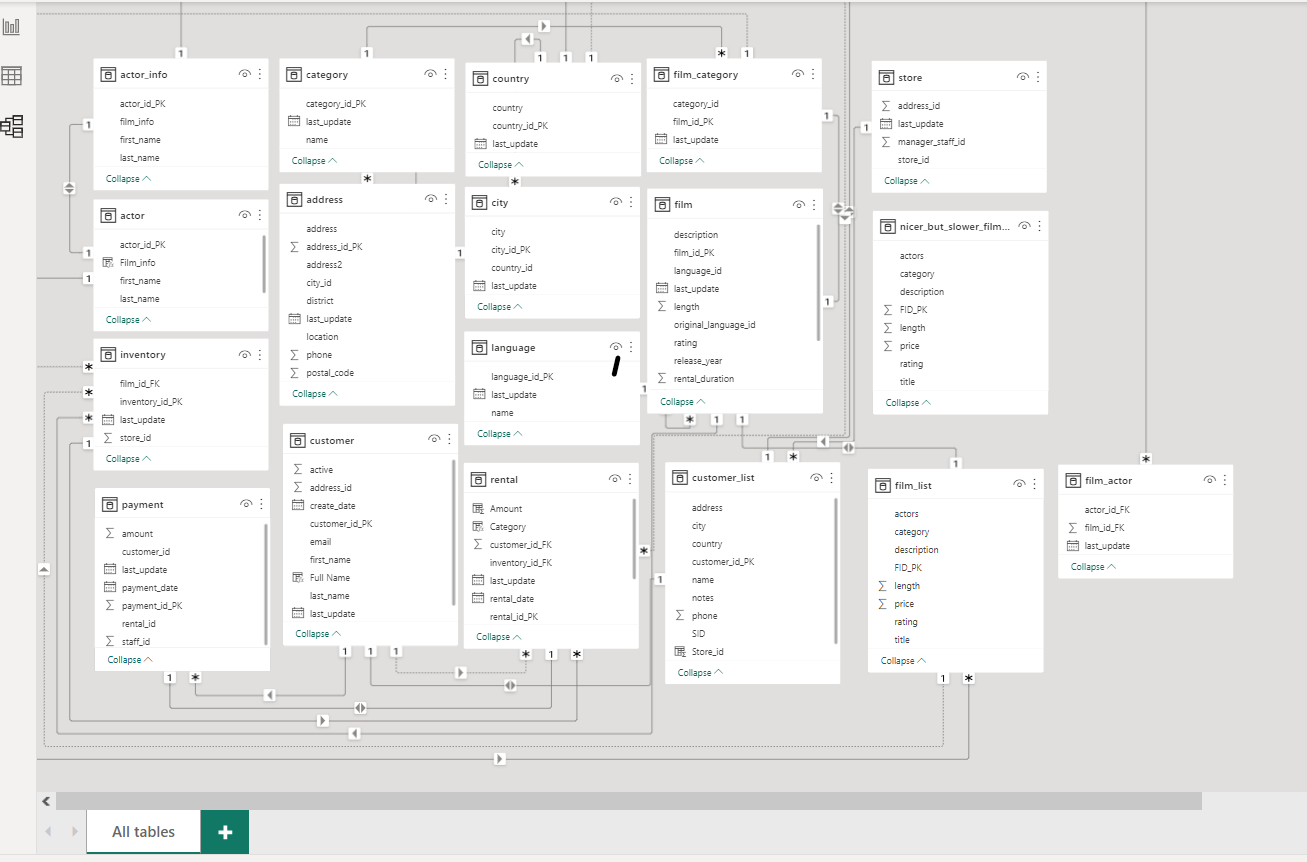 actor_info
actor_id_PK
film_info
first_name
last_name
Collapse
category
category_id_PK
last_update
name
Collapse
country
country
country_id_PK
last_update
Collapse
film_category
category_id
film_id_PK
last_update
Collapse
store
address_id
last_update
manager_staff_id
store_id
Collapse
actor
actor_id_PK
Film_info
first_name
last_name
Collapse
address
address
address_id_PK
address2
city_id
district
last_update
location
phone
postal_code
Collapse
city
city
city_id_PK
country_id
last_update
Collapse
film
description
film_id_PK
language_id
last_update
length
original_language_id
rating
release_year
rental_duration
Collapse
nicer_but_slower_film...
actors
category
description
FID_PK
length
price
rating
title
Collapse
inventory
film_id_FK
inventory_id_PK
last_update
store_id
Collapse
language
language_id_PK
last_update
name
Collapse
payment
amount
customer_id
last_update
payment_date
payment_id_PK
rental_id
staff_id
Collapse
customer
active
address_id
create_date
customer_id_PK
email
first_name
Full Name
last_name
last_update
Collapse
rental
Amount
Category
customer_id_FK
inventory_id_FK
last_update
rental_date
rental_id_PK
Collapse
customer_list
address
city
country
customer_id_PK
name
notes
phone
SID
Store_id
Collapse
film_list
actors
category
description
FID_PK
length
price
rating
title
Collapse
film_actor
actor_id_FK
film_id_FK
last_update
Collapse
All tables